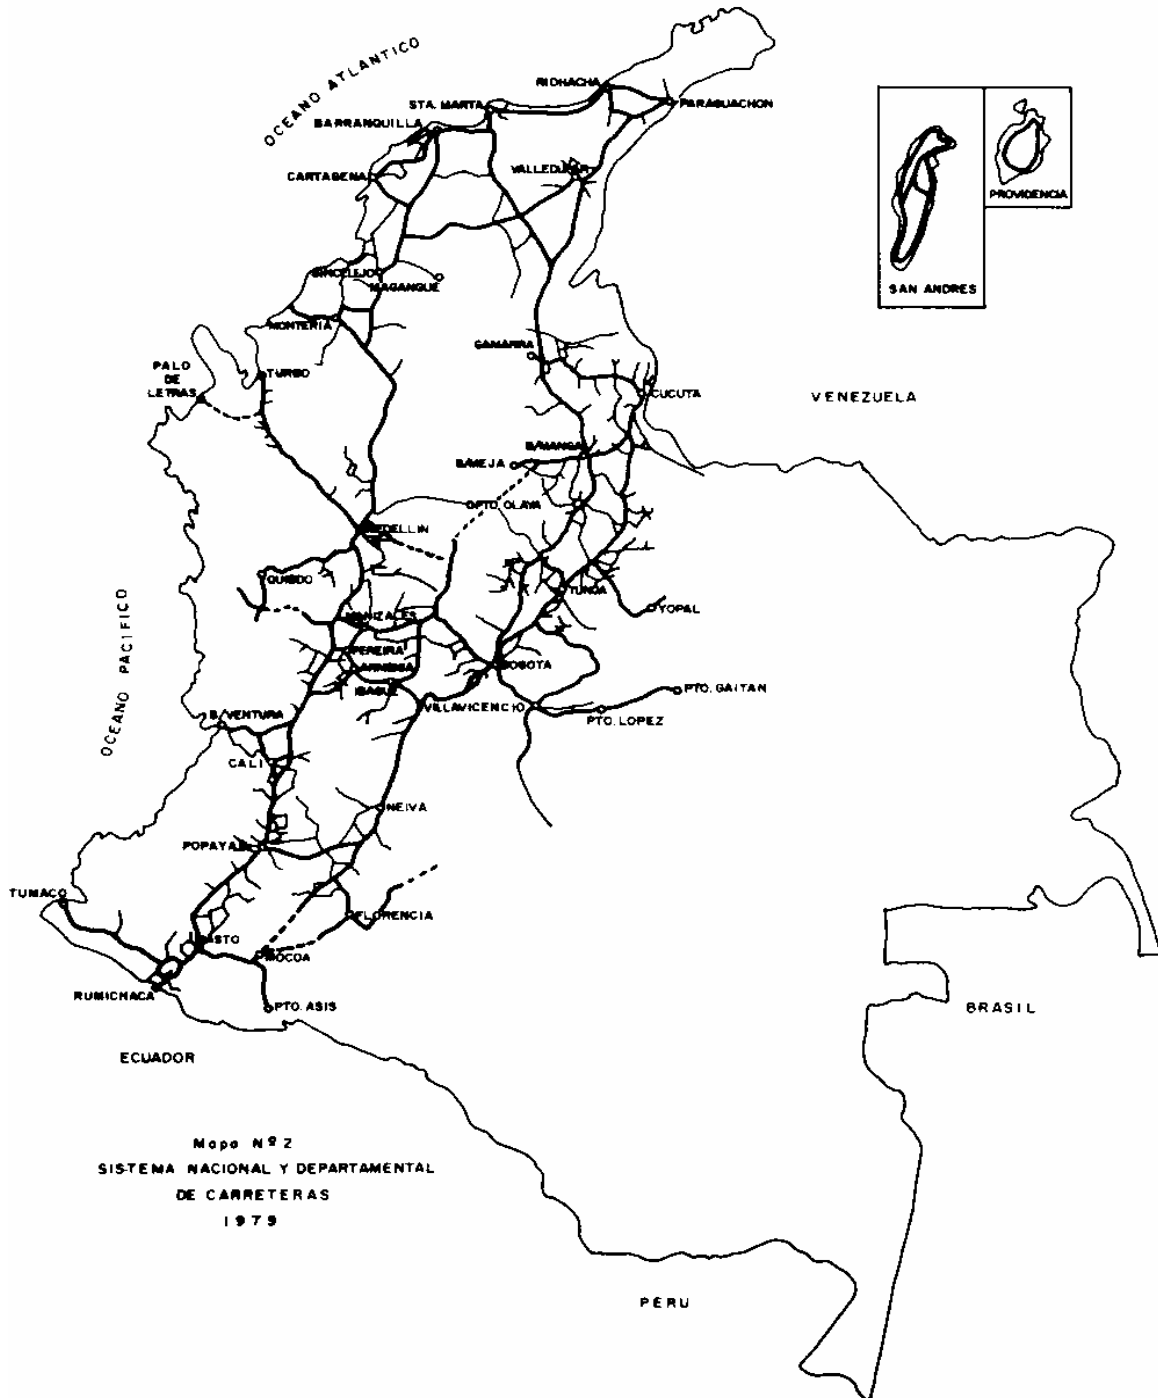 OCEANO ATLANTICO
RIOHACHA
STA. MARTA
PARAGUACHON
BARRANQUILLA
CARTAGENA
VALLEDUPAR
PROVIDENCIA
SAN ANDRES
SINCELEJO
MAGANGUE
MONTERIA
GAMARRA
PALO
DE
LETRAS
TURBO
CUCUTA
VENEZUELA
B/MANGA
B/MEJA
PTO. OLAYA
MEDELLIN
QUIBDO
TUNJA
YOPAL
OCEANO PACIFICO
MANIZALES
PEREIRA
ARMENIA
IBAGUE
BOGOTA
PTO. GAITAN
VILLAVICENCIO
PTO. LOPEZ
B/VENTURA
CALI
NEIVA
POPAYAN
TUMACO
FLORENCIA
PASTO
MOCOA
RUMICHACA
PTO. ASIS
BRASIL
ECUADOR
Mapa Nº 2
SISTEMA NACIONAL Y DEPARTAMENTAL
DE CARRETERAS
1979
PERU